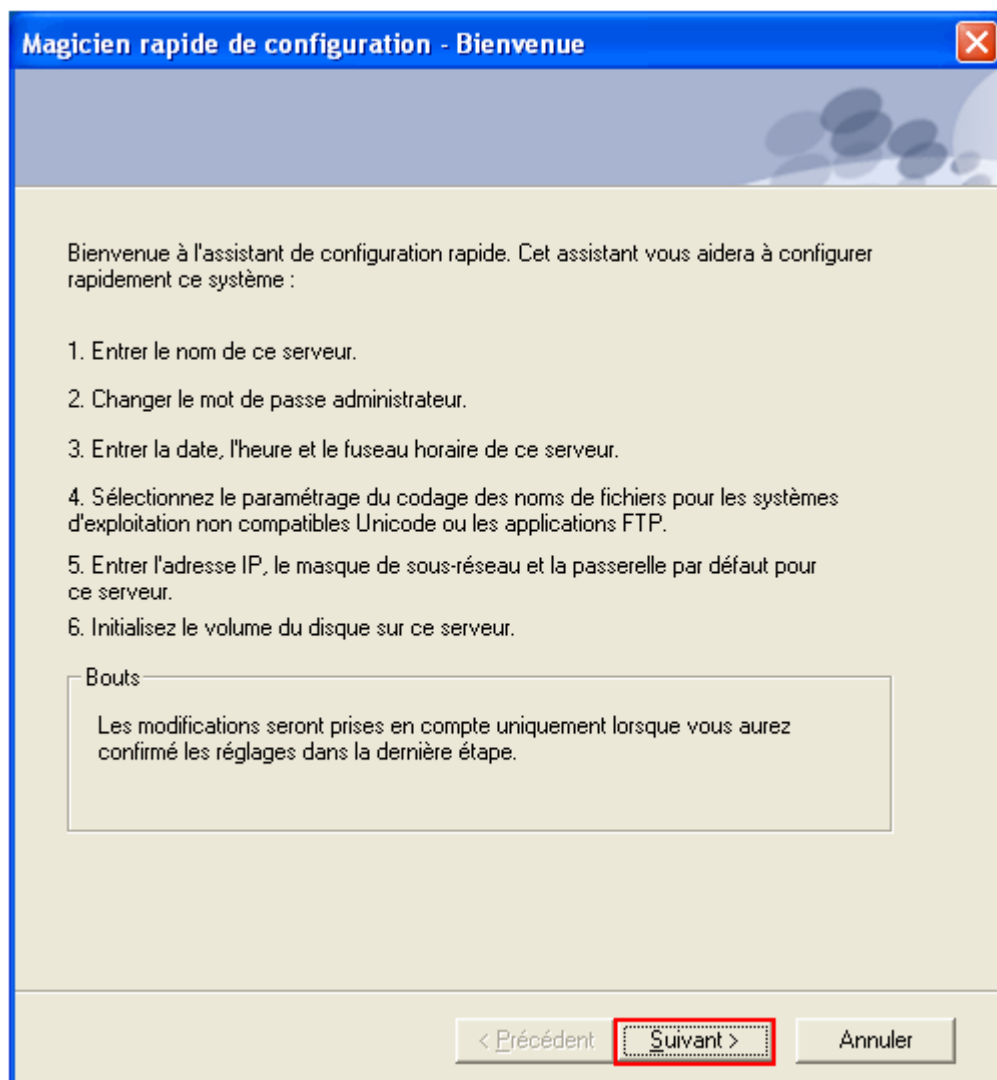 Magicien rapide de configuration - Bienvenue
Bienvenue à l'assistant de configuration rapide. Cet assistant vous aidera à configurer
rapidement ce système :
1. Entrer le nom de ce serveur.
2. Changer le mot de passe administrateur.
3. Entrer la date, l'heure et le fuseau horaire de ce serveur.
4. Sélectionnez le paramétrage du codage des noms de fichiers pour les systèmes
d'exploitation non compatibles Unicode ou les applications FTP.
5. Entrer l'adresse IP, le masque de sous-réseau et la passerelle par défaut pour
ce serveur.
6. Initialisez le volume du disque sur ce serveur.
Bouts
Les modifications seront prises en compte uniquement lorsque vous aurez
confirmé les réglages dans la dernière étape.
< Précédent Suivant > Annuler